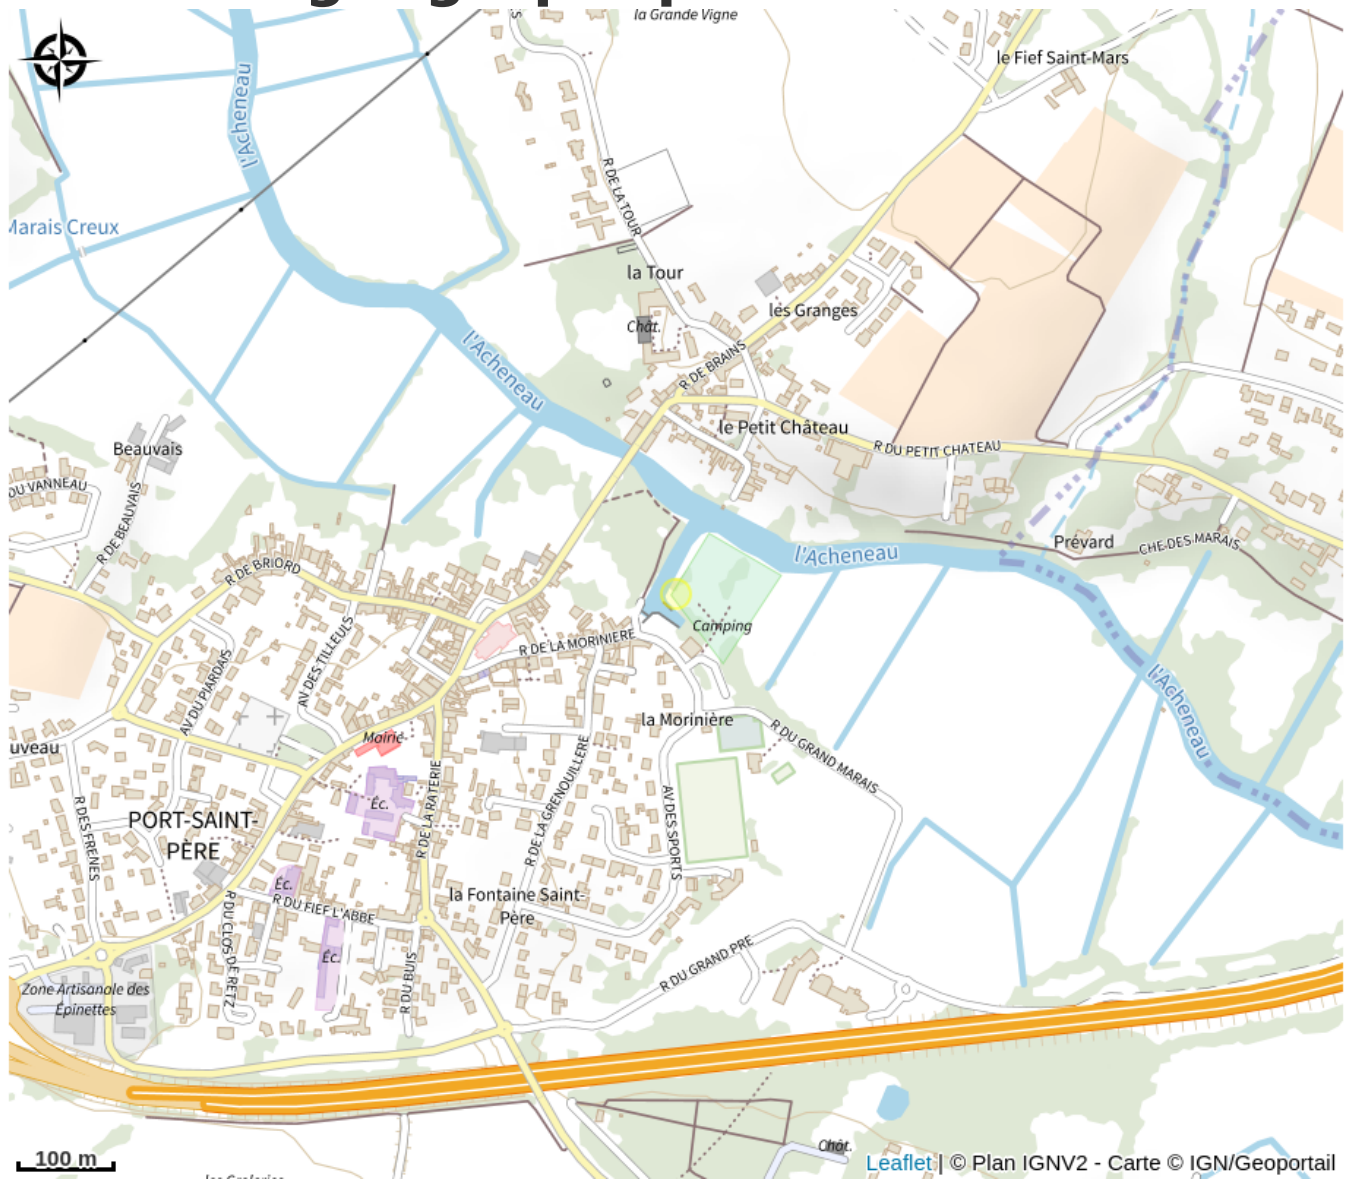 la Grande Vigne
le Fief Saint-Mars
l'Acheneau
R DE LA TOUR
Marais Creux
la Tour
les Granges
Chât.
l'Acheneau
R DE BRAINS
le Petit Château
R DU PETIT CHATEAU
Beauvais
DU VANNEAU
R DE BEAUVAIS
l'Acheneau
Prévard
CHE DES MARAIS
R DE BRIORD
Camping
R DE LA MORINIERE
AV DES TILLEULS
AV DU PIARDAIS
l'Acheneau
la Morinière
Mairie
uveau
R DU GRAND MARAIS
R DE LA GRENOUILLERE
R DE LA RATERIE
AV DES SPORTS
Éc.
PORT-SAINT-
PÈRE
R DES FRENES
Éc.
la Fontaine Saint-
Père
R DU FIEF L'ABBE
R DU CLOS DE RETZ
Éc.
R DU BUIS
R DU GRAND PRE
Zone Artisanale des
Épinettes
Chât.
100 m
Leaflet | © Plan IGNV2 - Carte © IGN/Geoportail